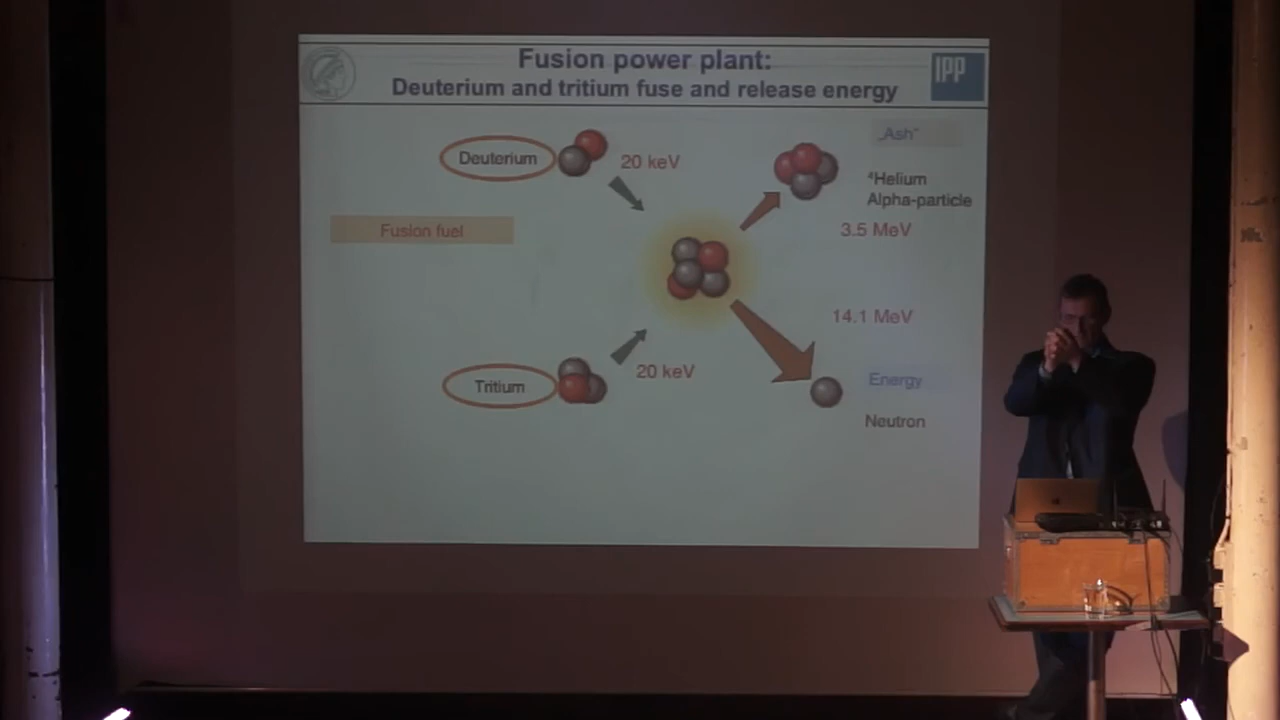 Fusion power plant:
Deuterium and tritium fuse and release energy
IPP
Deuterium
20 keV
„Ash“
⁴Helium
Alpha-particle
3.5 MeV
Fusion fuel
14.1 MeV
Tritium
20 keV
Energy
Neutron